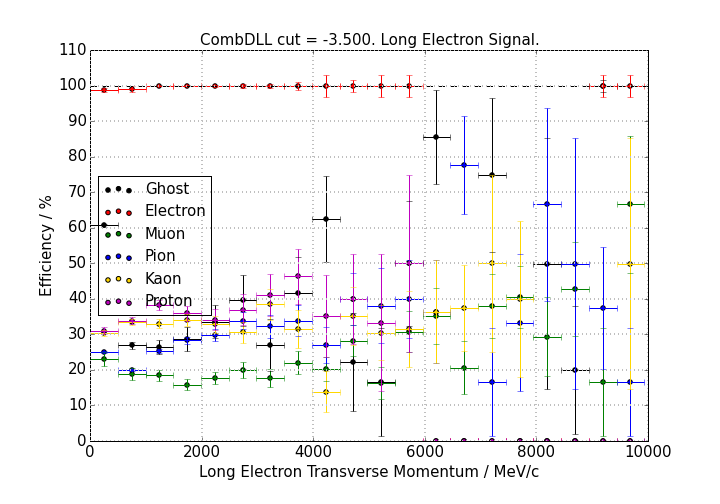 CombDLL cut = -3.500. Long Electron Signal.
110
100
90
80
70
60
50
40
30
20
10
0
Efficiency / %
Ghost
Electron
Muon
Pion
Kaon
Proton
0 2000 4000 6000 8000 10000
Long Electron Transverse Momentum / MeV/c